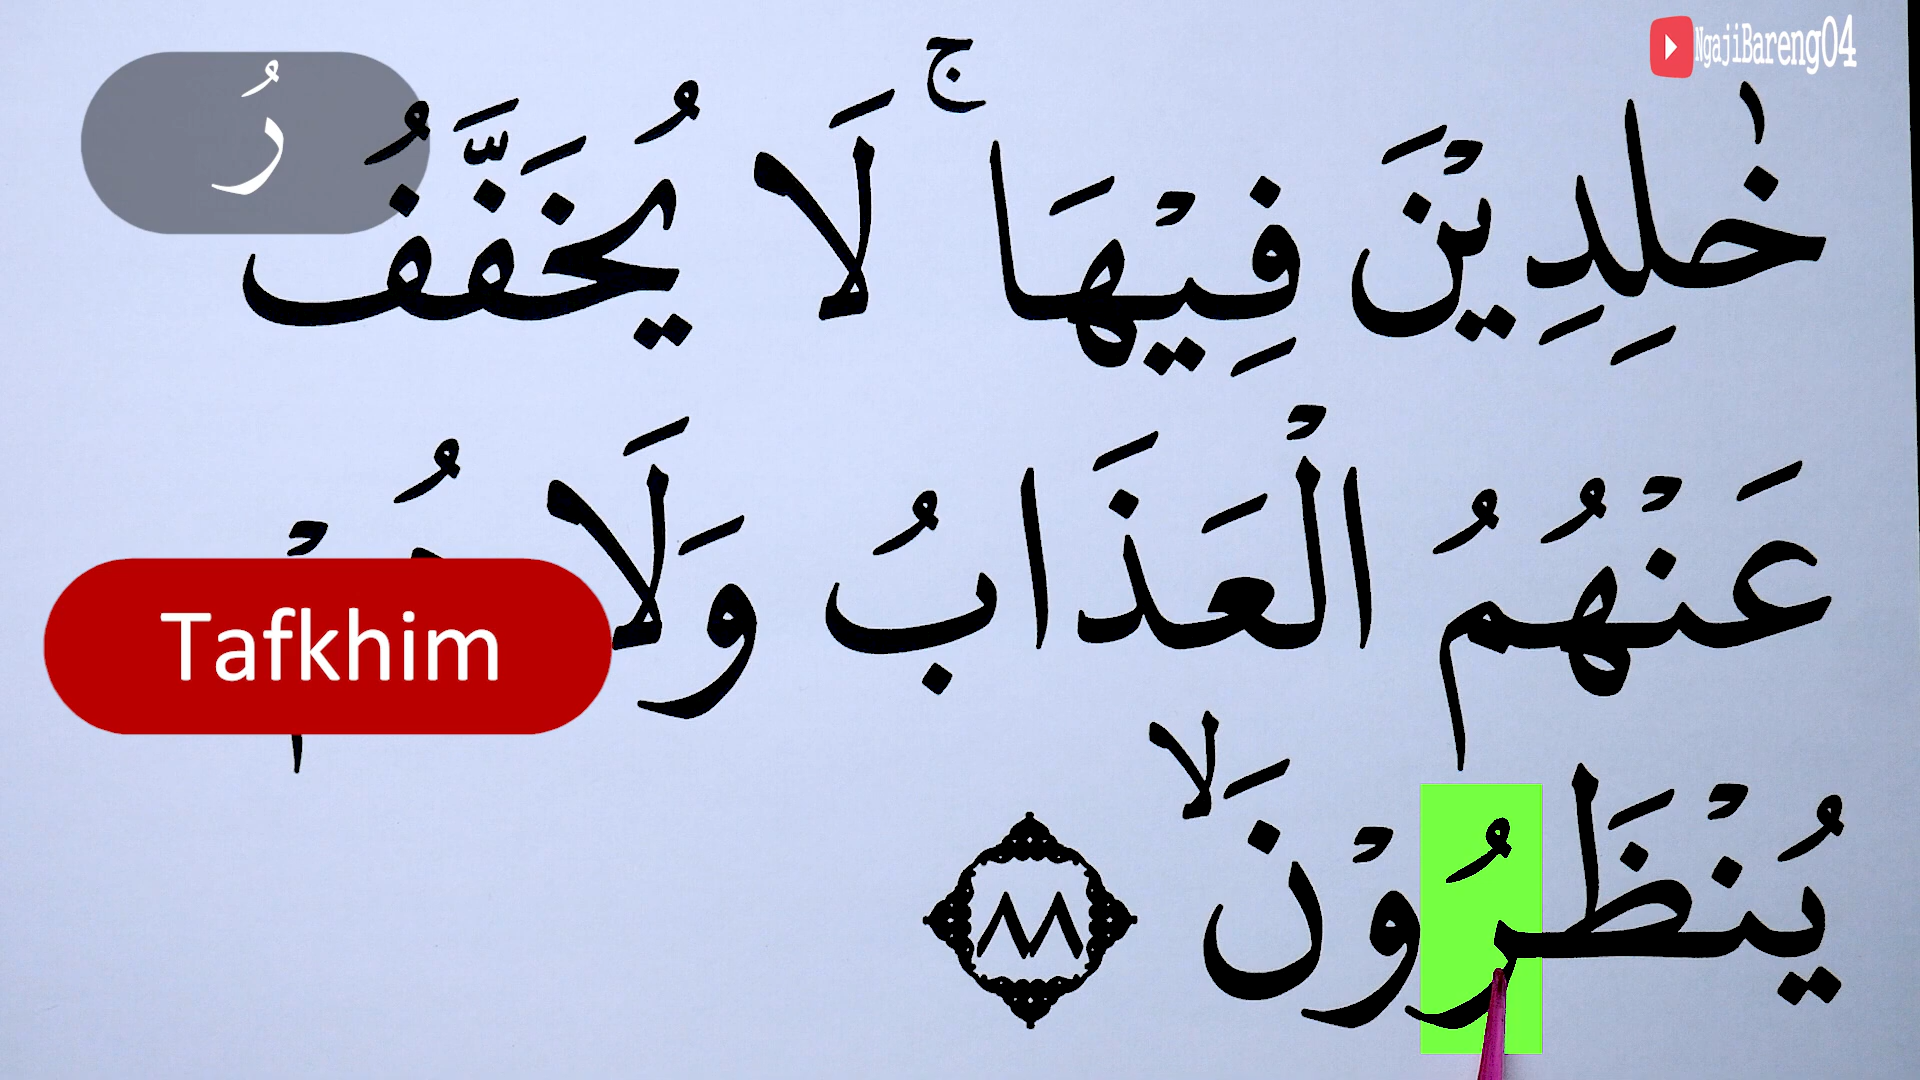 NgajiBareng04
رُ
خٰلِدِيْنَ فِيْهَا ۚ لَا يُخَفَّفُ
عَنْهُمُ الْعَذَابُ وَلَا
Tafkhim
يُنْظَرُوْنَ ۙ ٨٨